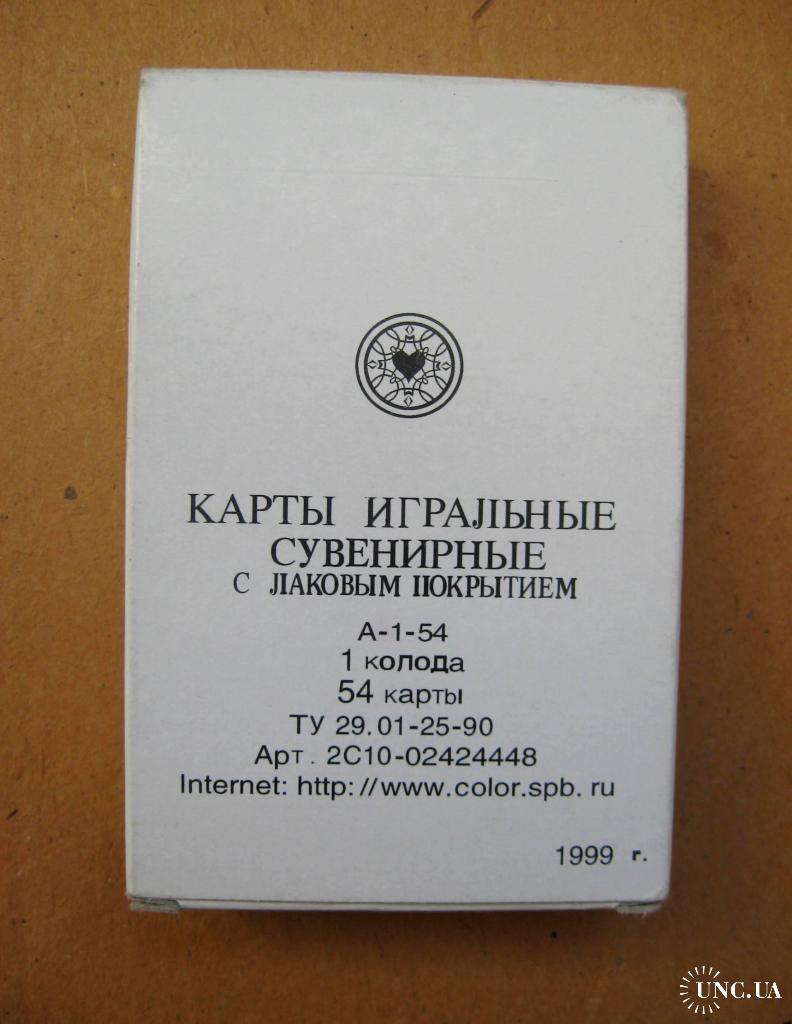 КАРТЫ ИГРАЛЬНЫЕ
СУВЕНИРНЫЕ
С ЛАКОВЫМ ПОКРЫТИЕМ
А-1-54
1 колода
54 карты
ТУ 29.01-25-90
Арт. 2С10-02424448
Internet: http://www.color.spb. ru
1999 г.
UNC.UA